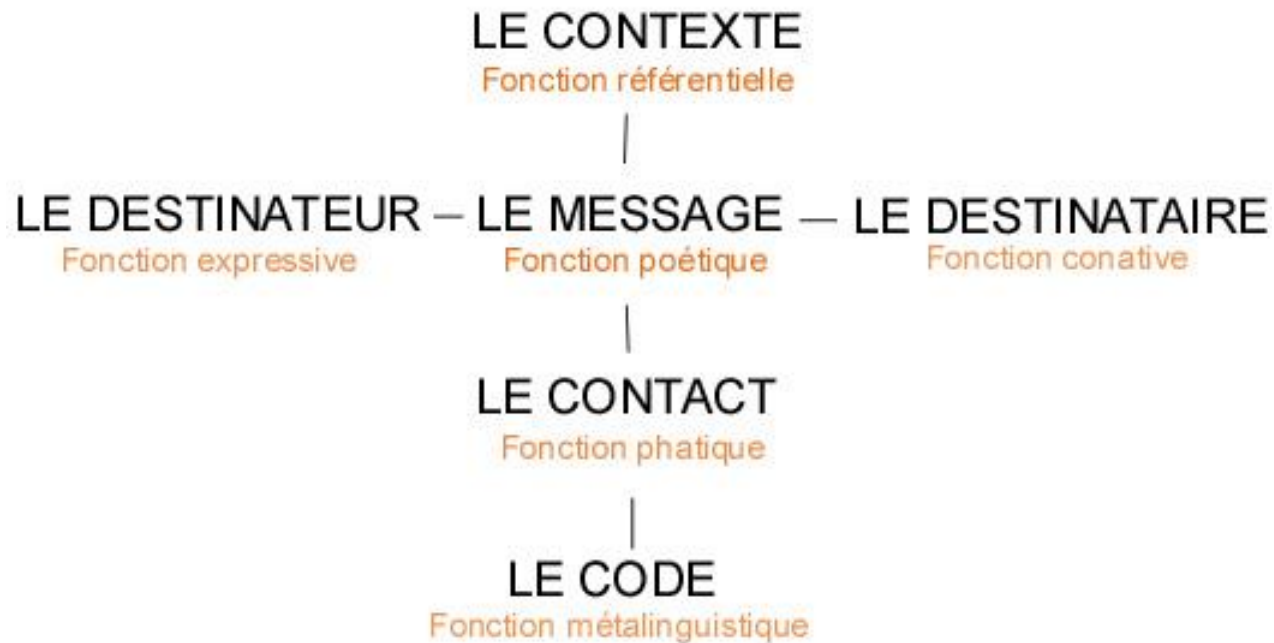 LE CONTEXTE
Fonction référentielle
LE DESTINATEUR – LE MESSAGE — LE DESTINATAIRE
Fonction expressive Fonction poétique Fonction conative
LE CONTACT
Fonction phatique
LE CODE
Fonction métalinguistique